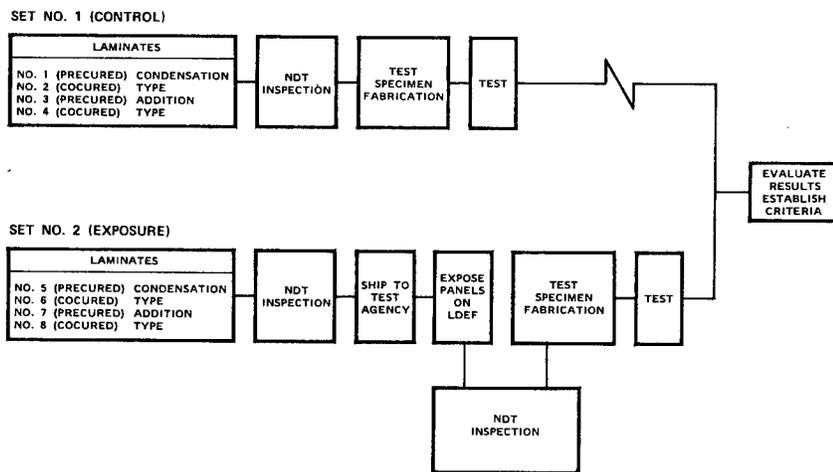 SET NO. 1 (CONTROL)
LAMINATES
NO. 1 (PRECURED) CONDENSATION
NO. 2 (COCURED) TYPE
NO. 3 (PRECURED) ADDITION
NO. 4 (COCURED) TYPE
NDT
INSPECTION
TEST
SPECIMEN
FABRICATION
TEST
EVALUATE
RESULTS
ESTABLISH
CRITERIA
SET NO. 2 (EXPOSURE)
LAMINATES
NO. 5 (PRECURED) CONDENSATION
NO. 6 (COCURED) TYPE
NO. 7 (PRECURED) ADDITION
NO. 8 (COCURED) TYPE
NDT
INSPECTION
SHIP TO
TEST
AGENCY
EXPOSE
PANELS
ON
LDEF
TEST
SPECIMEN
FABRICATION
TEST
NDT
INSPECTION